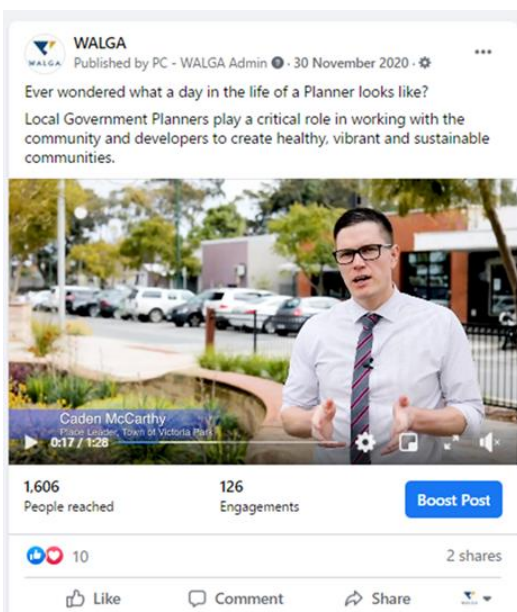 WALGA
WALGA
Published by PC - WALGA Admin ? · 30 November 2020 ·
Ever wondered what a day in the life of a Planner looks like?
Local Government Planners play a critical role in working with the
community and developers to create healthy, vibrant and sustainable
communities.
Caden McCarthy
Place Leader, Town of Victoria Park
0:17 / 1:28
1,606
People reached
126
Engagements
Boost Post
10
2 shares
Like
Comment
Share